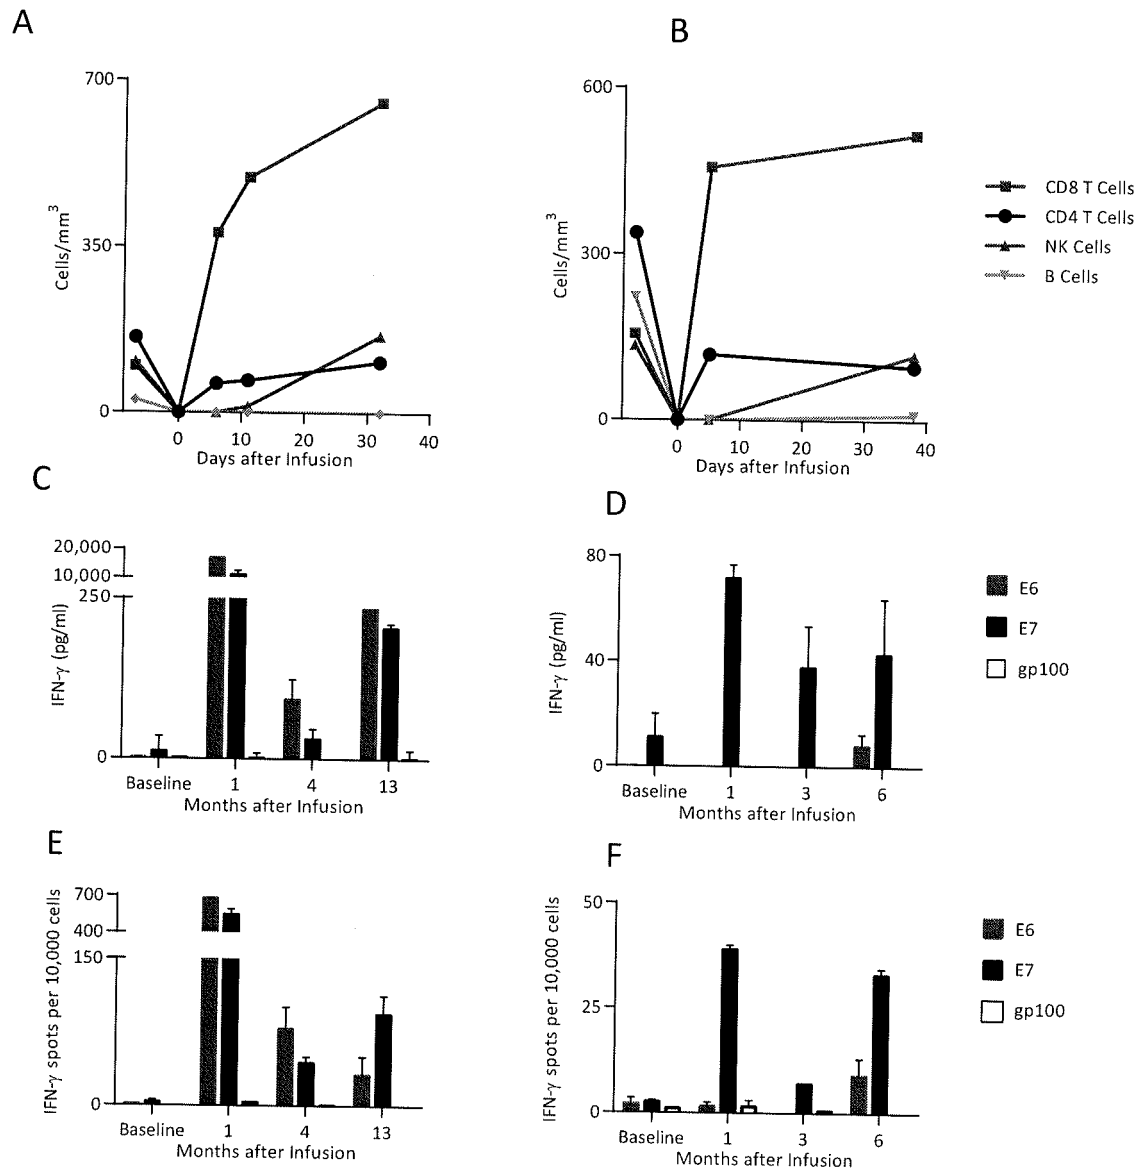 A
B
700
350
0
Cells/mm³
0 10 20 30 40
Days after Infusion
600
300
0
Cells/mm³
0 10 20 30 40
Days after Infusion
CD8 T Cells
CD4 T Cells
NK Cells
B Cells
C
D
20,000
10,000
250
0
IFN-γ (pg/ml)
Baseline 1 4 13
Months after Infusion
80
40
0
IFN-γ (pg/ml)
Baseline 1 3 6
Months after Infusion
E6
E7
gp100
E
F
700
400
150
0
IFN-γ spots per 10,000 cells
Baseline 1 4 13
Months after Infusion
50
25
0
IFN-γ spots per 10,000 cells
Baseline 1 3 6
Months after Infusion
E6
E7
gp100